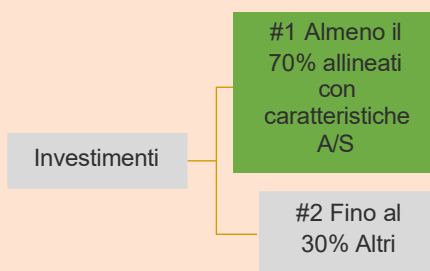 #1 Almeno il
70% allineati
con
caratteristiche
A/S
Investimenti
#2 Fino al
30% Altri